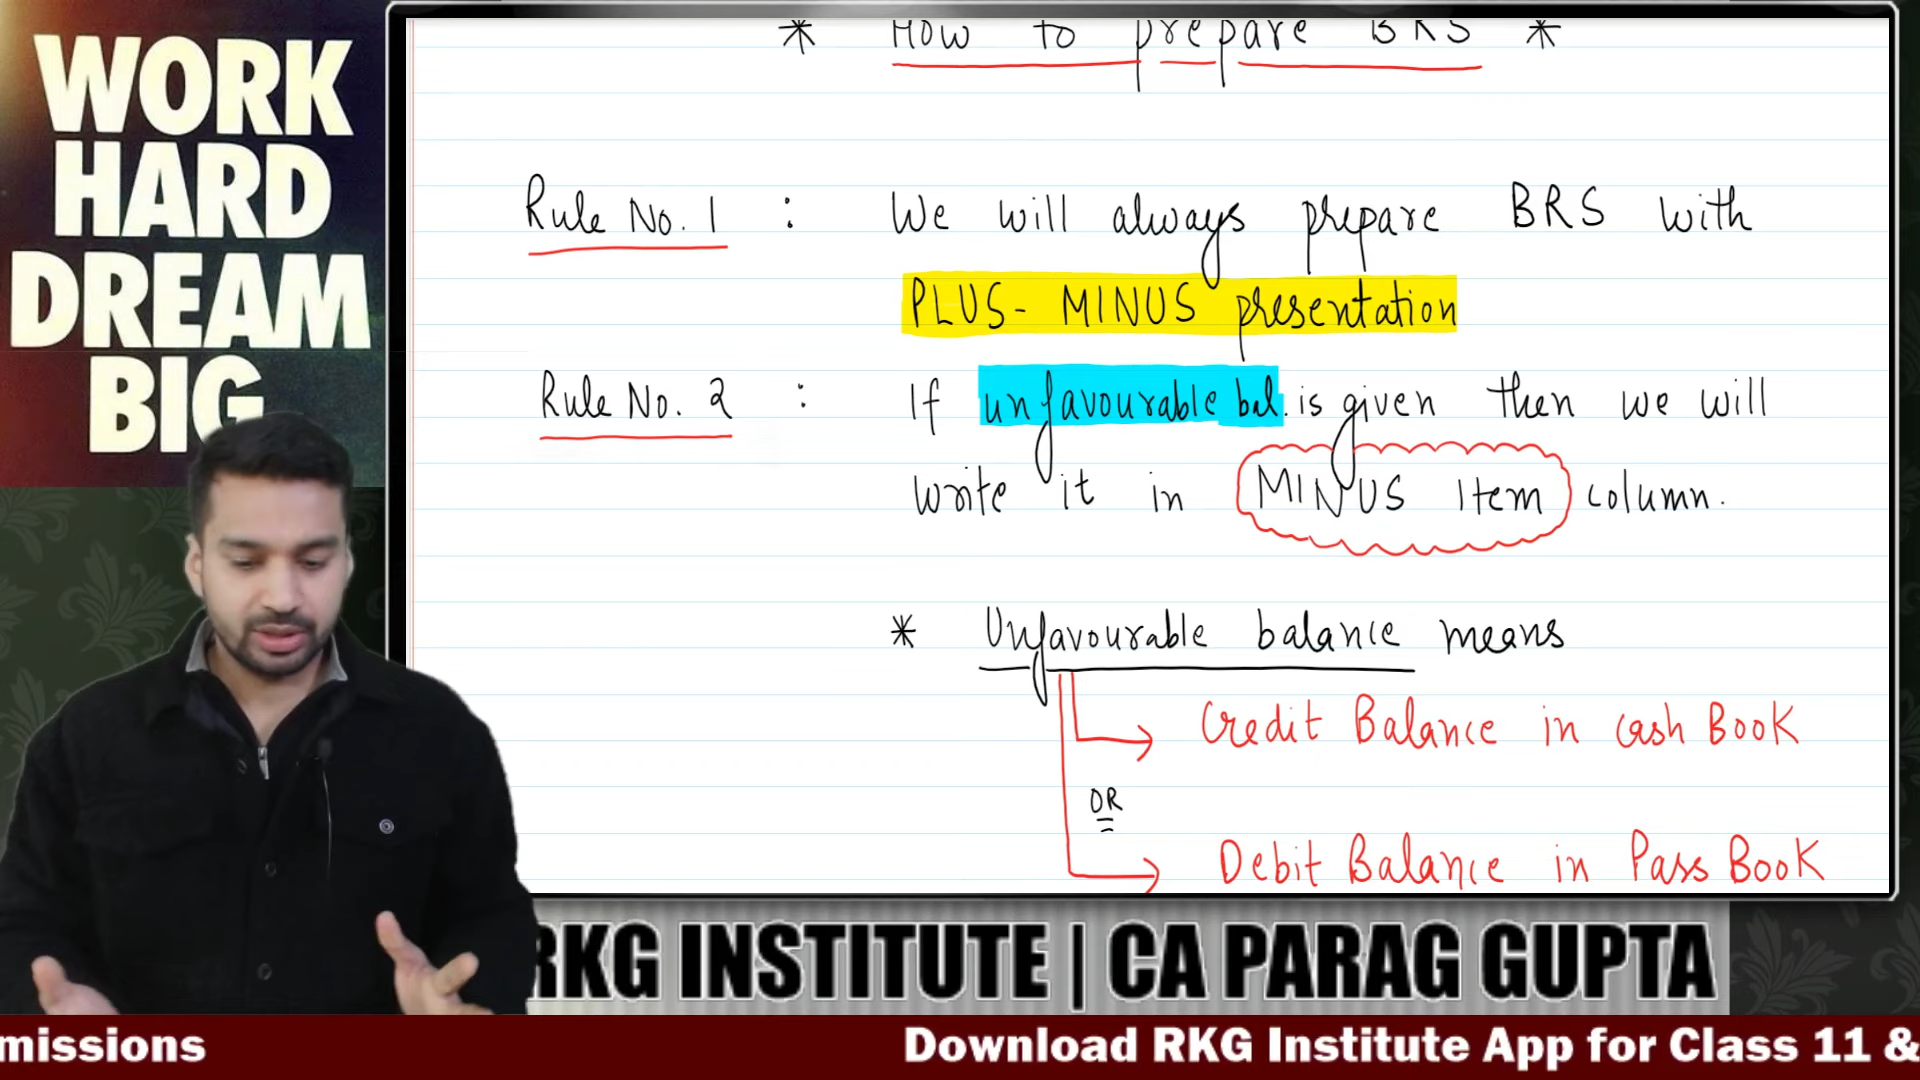 WORK
HARD
DREAM
BIG
* How to prepare BRS *
Rule No. 1 : We will always prepare BRS with
PLUS- MINUS presentation
Rule No. 2 : If unfavourable bal. is given then we will
write it in MINUS Item column.
* Unfavourable balance means
Credit Balance in Cash Book
OR
Debit Balance in Pass Book
RKG INSTITUTE | CA PARAG GUPTA
missions Download RKG Institute App for Class 11 &